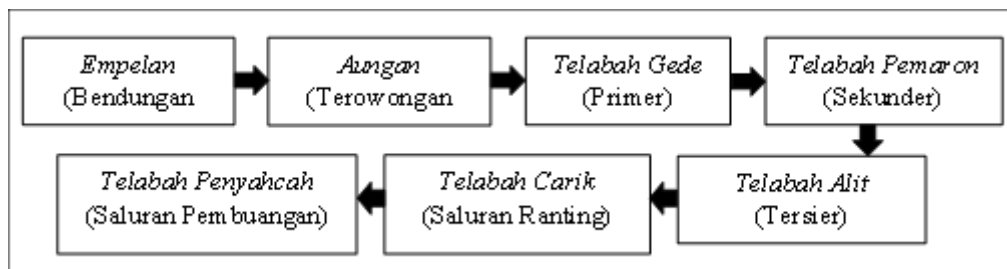 Empelan
(Bendungan
Aungan
(Terowongan
Telabah Gede
(Primer)
Telabah Pemaron
(Sekunder)
Telabah Alit
(Tersier)
Telabah Carik
(Saluran Ranting)
Telabah Penyahcah
(Saluran Pembuangan)